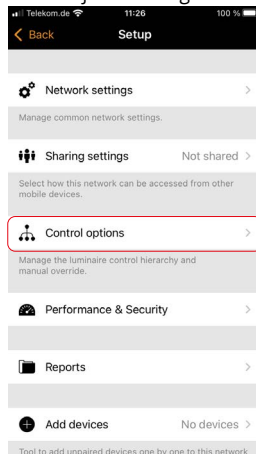 Telekom.de 11:26 100 %
Back Setup
Network settings
Manage common network settings.
Sharing settings Not shared
Select how this network can be accessed from other
mobile devices.
Control options
Manage the luminaire control hierarchy and
manual override.
Performance & Security
Reports
Add devices No devices
Tool to add unpaired devices one by one to this network